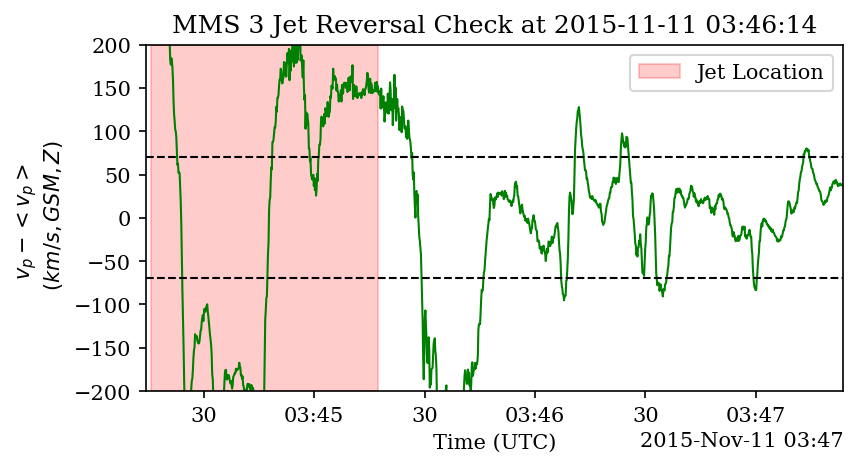 MMS 3 Jet Reversal Check at 2015-11-11 03:46:14
Jet Location
200
150
100
50
0
−50
−100
−150
−200
v_p − < v_p >
(km/s, GSM, Z)
30
03:45
30
03:46
30
03:47
Time (UTC)
2015-Nov-11 03:47